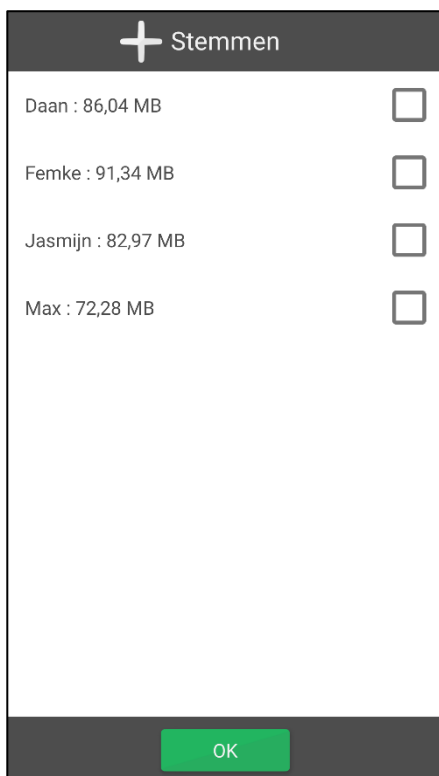 Stemmen
Daan : 86,04 MB
Femke : 91,34 MB
Jasmijn : 82,97 MB
Max : 72,28 MB
OK